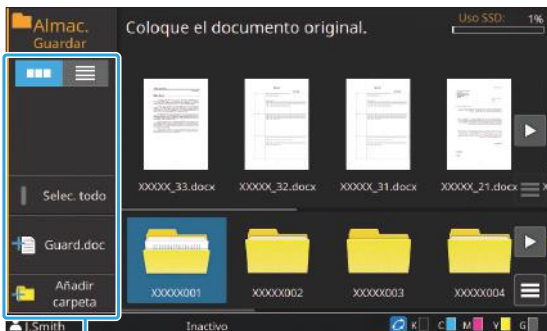 Almac.
Guardar
Coloque el documento original.
Uso SSD: 1%
XXXXX_33.docx
XXXXX_32.docx
XXXXX_31.docx
XXXXX_21.docx
Selec. todo
Guard.doc
Añadir
carpeta
XXXXX001
XXXXX002
XXXXX003
XXXXX004
J.Smith
Inactivo
K C M Y G